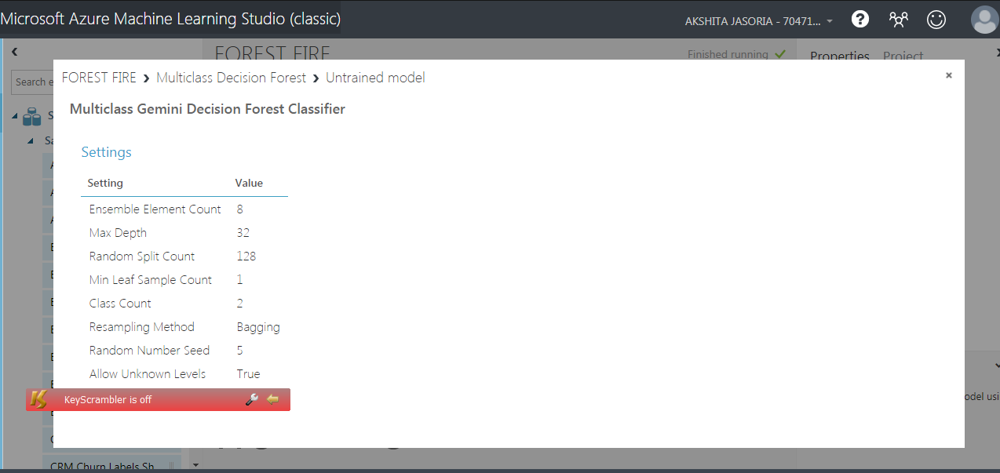 Microsoft Azure Machine Learning Studio (classic)
AKSHITA JASORIA - 70471...
FOREST FIRE
Finished running
Properties Project
Search e
FOREST FIRE › Multiclass Decision Forest › Untrained model
Multiclass Gemini Decision Forest Classifier
Settings
Setting Value
Ensemble Element Count 8
Max Depth 32
Random Split Count 128
Min Leaf Sample Count 1
Class Count 2
Resampling Method Bagging
Random Number Seed 5
Allow Unknown Levels True
KeyScrambler is off
odel usi
CRM Churn Labels Sh